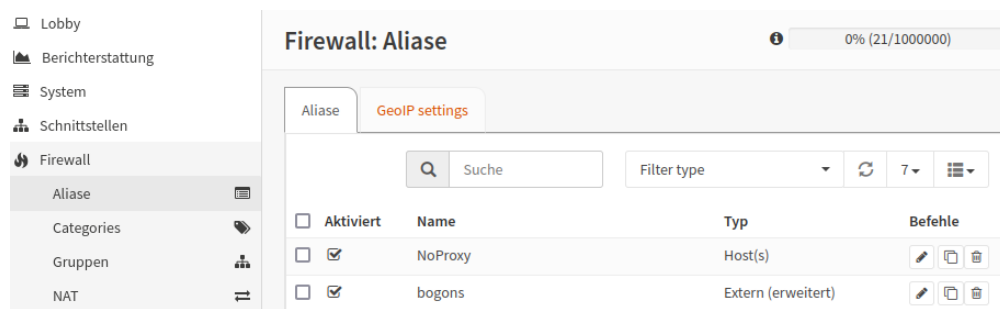 Lobby
Berichterstattung
System
Schnittstellen
Firewall
Aliase
Categories
Gruppen
NAT
Firewall: Aliase
0% (21/1000000)
Aliase GeoIP settings
Suche Filter type 7
Aktiviert Name Typ Befehle
NoProxy Host(s)
bogons Extern (erweitert)